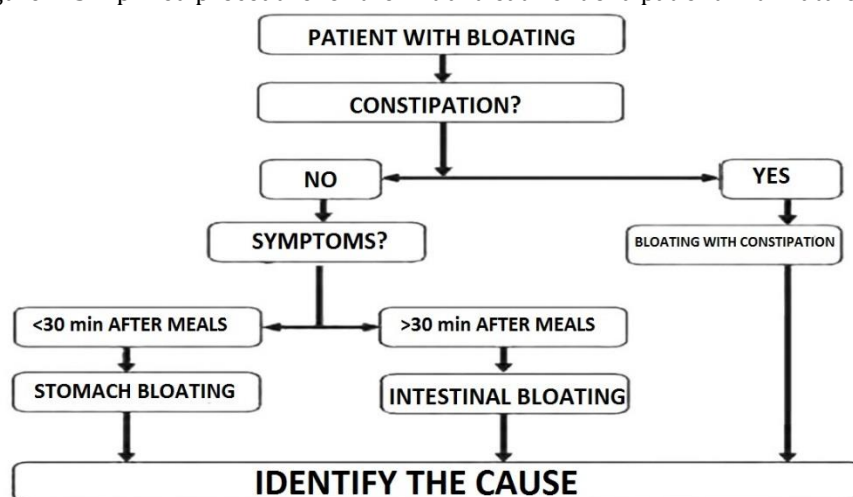 PATIENT WITH BLOATING
CONSTIPATION?
NO
YES
SYMPTOMS?
BLOATING WITH CONSTIPATION
<30 min AFTER MEALS
>30 min AFTER MEALS
STOMACH BLOATING
INTESTINAL BLOATING
IDENTIFY THE CAUSE